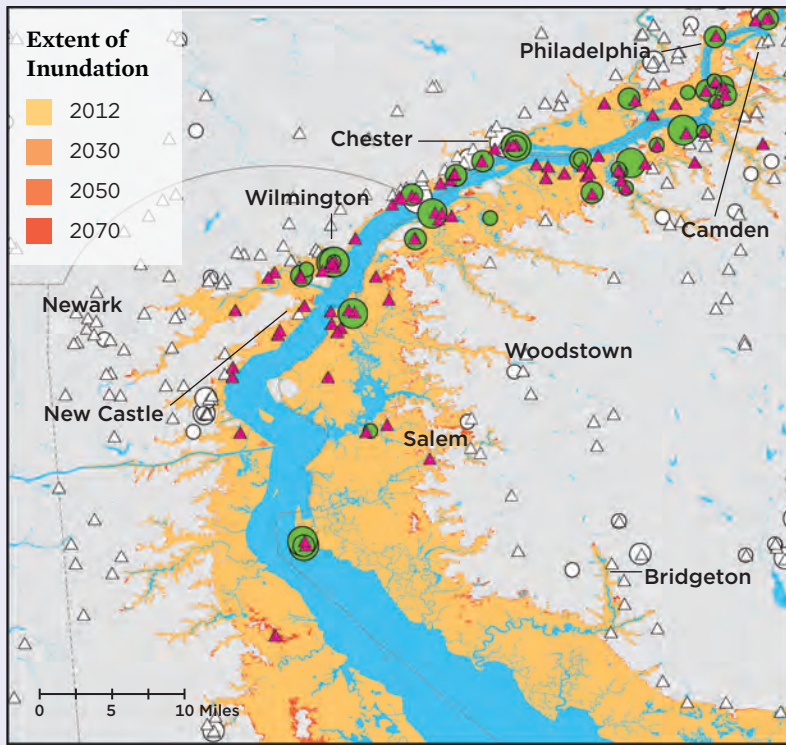 Extent of
Inundation
2012
2030
2050
2070
Philadelphia
Chester
Wilmington
Camden
Newark
Woodstown
New Castle
Salem
Bridgeton
0 5 10 Miles